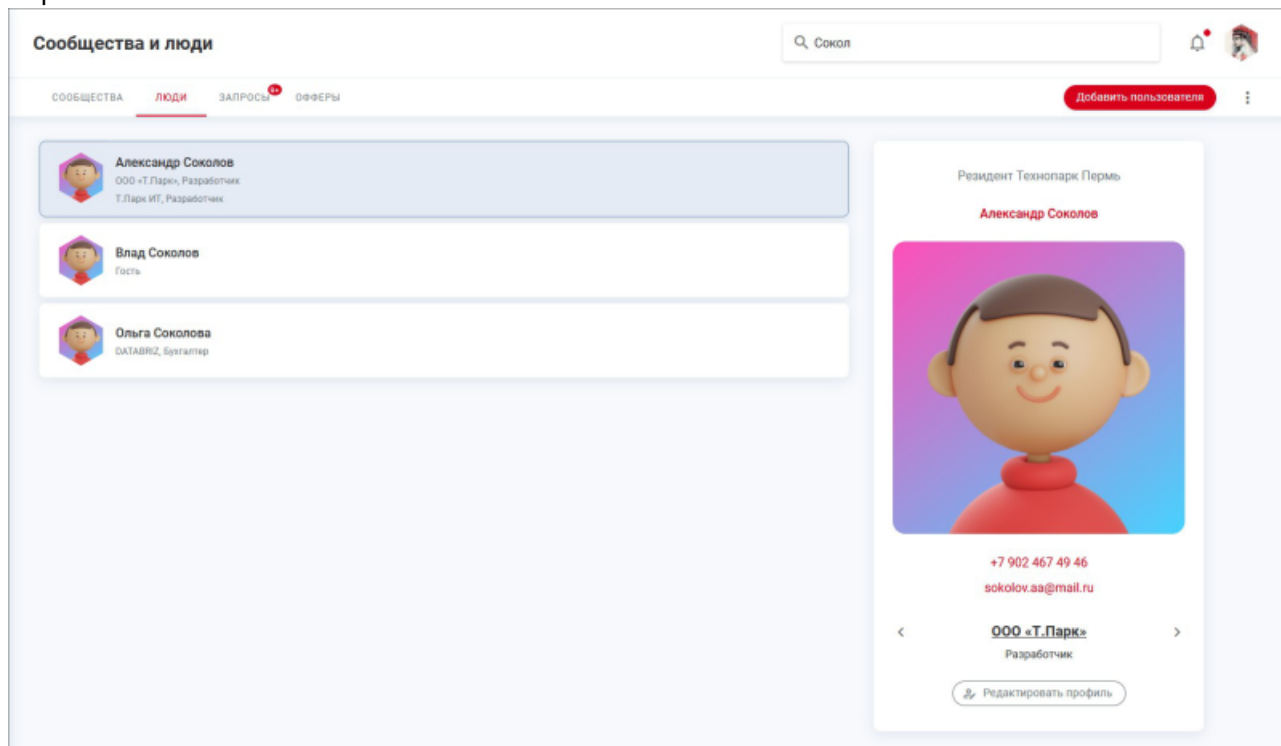 Сообщества и люди
Сокол
СООБЩЕСТВА ЛЮДИ ЗАПРОСЫ 9+ ОФФЕРЫ
Добавить пользователя
Александр Соколов
ООО «Т.Парк», Разработчик
Т.Парк ИТ, Разработчик
Влад Соколов
Гость
Ольга Соколова
DATABRIZ, Бухгалтер
Резидент Технопарк Пермь
Александр Соколов
+7 902 467 49 46
sokolov.aa@mail.ru
ООО «Т.Парк»
Разработчик
Редактировать профиль